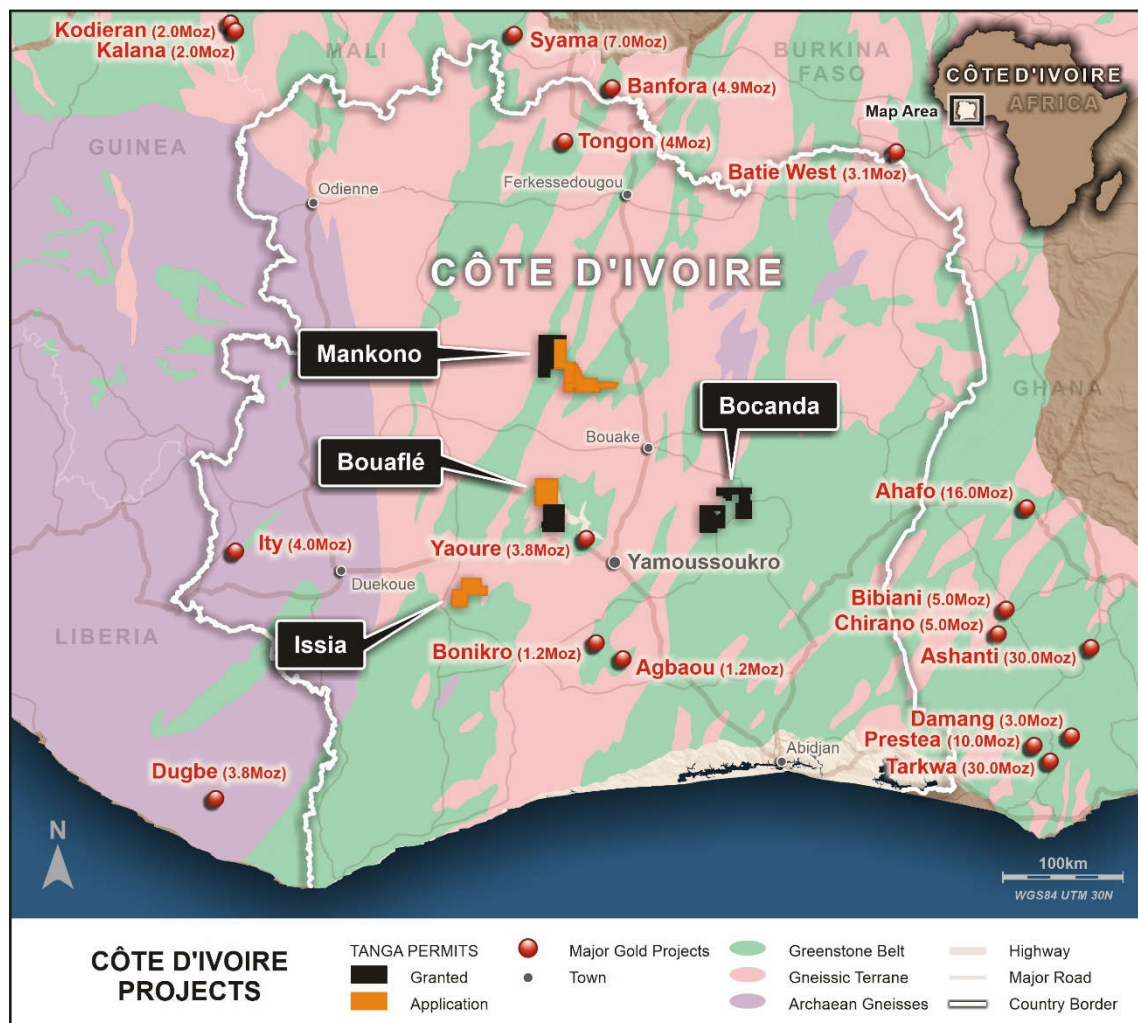 Kodieran (2.0Moz)
Kalana (2.0Moz)
MALI
Syama (7.0Moz)
BURKINA
FASO
CÔTE D'IVOIRE
AFRICA
Map Area
Banfora (4.9Moz)
GUINEA
Tongon (4Moz)
Batie West (3.1Moz)
Odienne
Ferkessedougou
CÔTE D'IVOIRE
Mankono
GHANA
Bocanda
Bouake
Bouaflé
Ahafo (16.0Moz)
Ity (4.0Moz)
Yaoure (3.8Moz)
Yamoussoukro
Duekoue
Bibiani (5.0Moz)
Chirano (5.0Moz)
LIBERIA
Issia
Bonikro (1.2Moz)
Agbaou (1.2Moz)
Ashanti (30.0Moz)
Damang (3.0Moz)
Prestea (10.0Moz)
Abidjan
Tarkwa (30.0Moz)
Dugbe (3.8Moz)
N
100km
WGS84 UTM 30N
CÔTE D'IVOIRE
PROJECTS
TANGA PERMITS
Granted
Application
Major Gold Projects
Town
Greenstone Belt
Gneissic Terrane
Archaean Gneisses
Highway
Major Road
Country Border